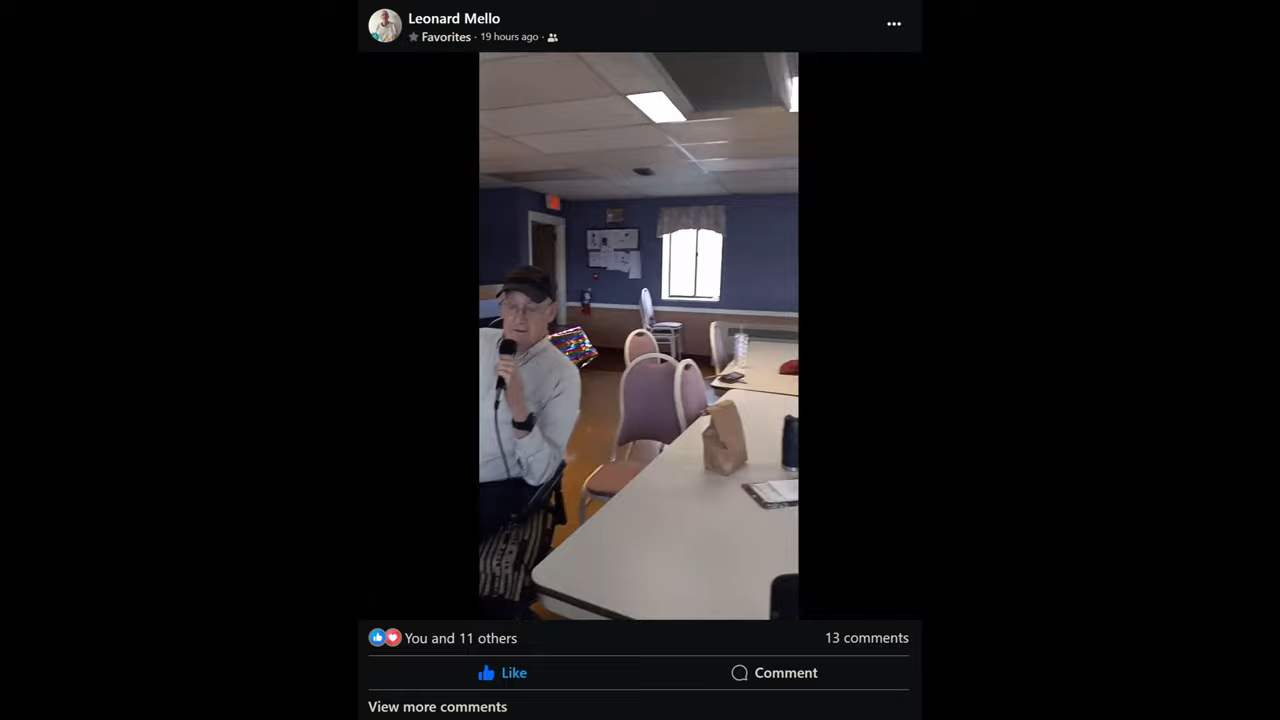 Leonard Mello
Favorites · 19 hours ago ·
You and 11 others
13 comments
Like
Comment
View more comments